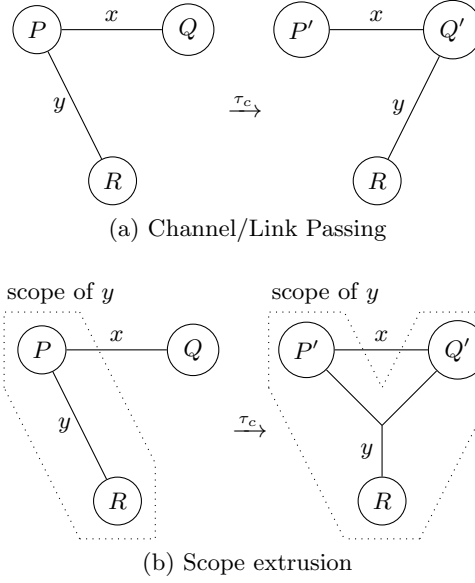 P x Q P′ x Q′
y τc y
R R
(a) Channel/Link Passing
scope of y scope of y
P x Q P′ x Q′
y τc y
R R
(b) Scope extrusion